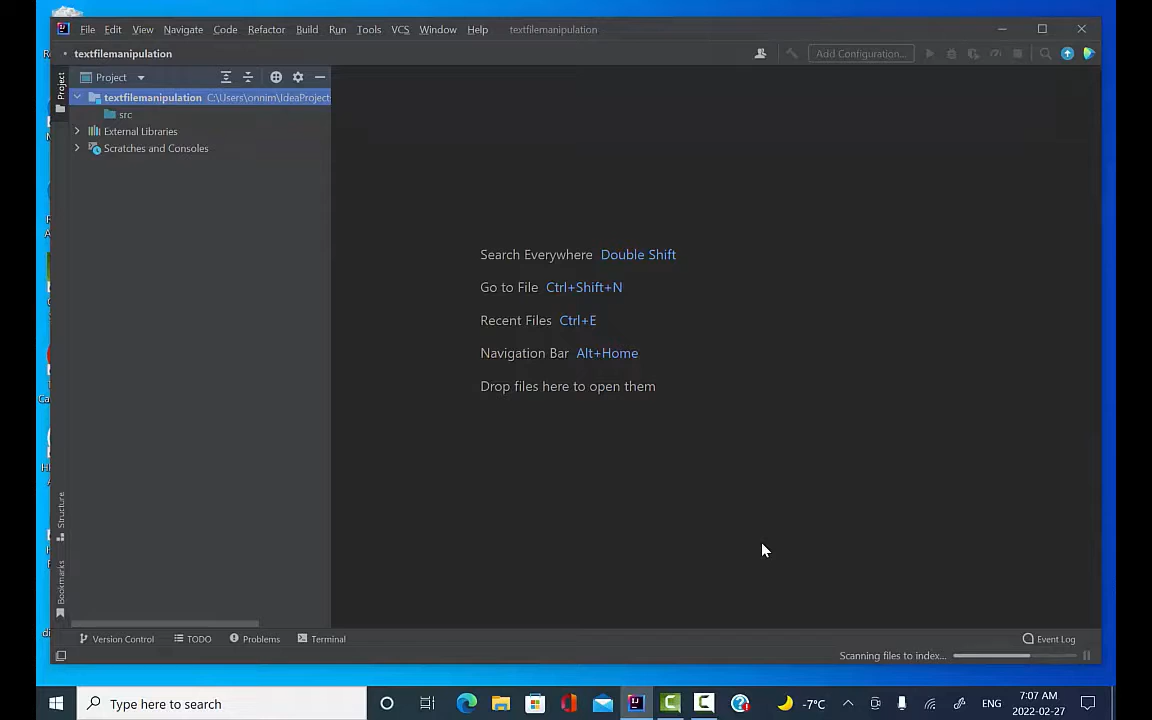 File Edit View Navigate Code Refactor Build Run Tools VCS Window Help textfilemanipulation
textfilemanipulation
Add Configuration...
Project
Project
textfilemanipulation C:\Users\onnim\IdeaProject
src
External Libraries
Scratches and Consoles
Search Everywhere Double Shift
Go to File Ctrl+Shift+N
Recent Files Ctrl+E
Navigation Bar Alt+Home
Drop files here to open them
Structure
Bookmarks
Version Control TODO Problems Terminal Event Log
Scanning files to index...
Type here to search
-7°C ENG 7:07 AM
2022-02-27